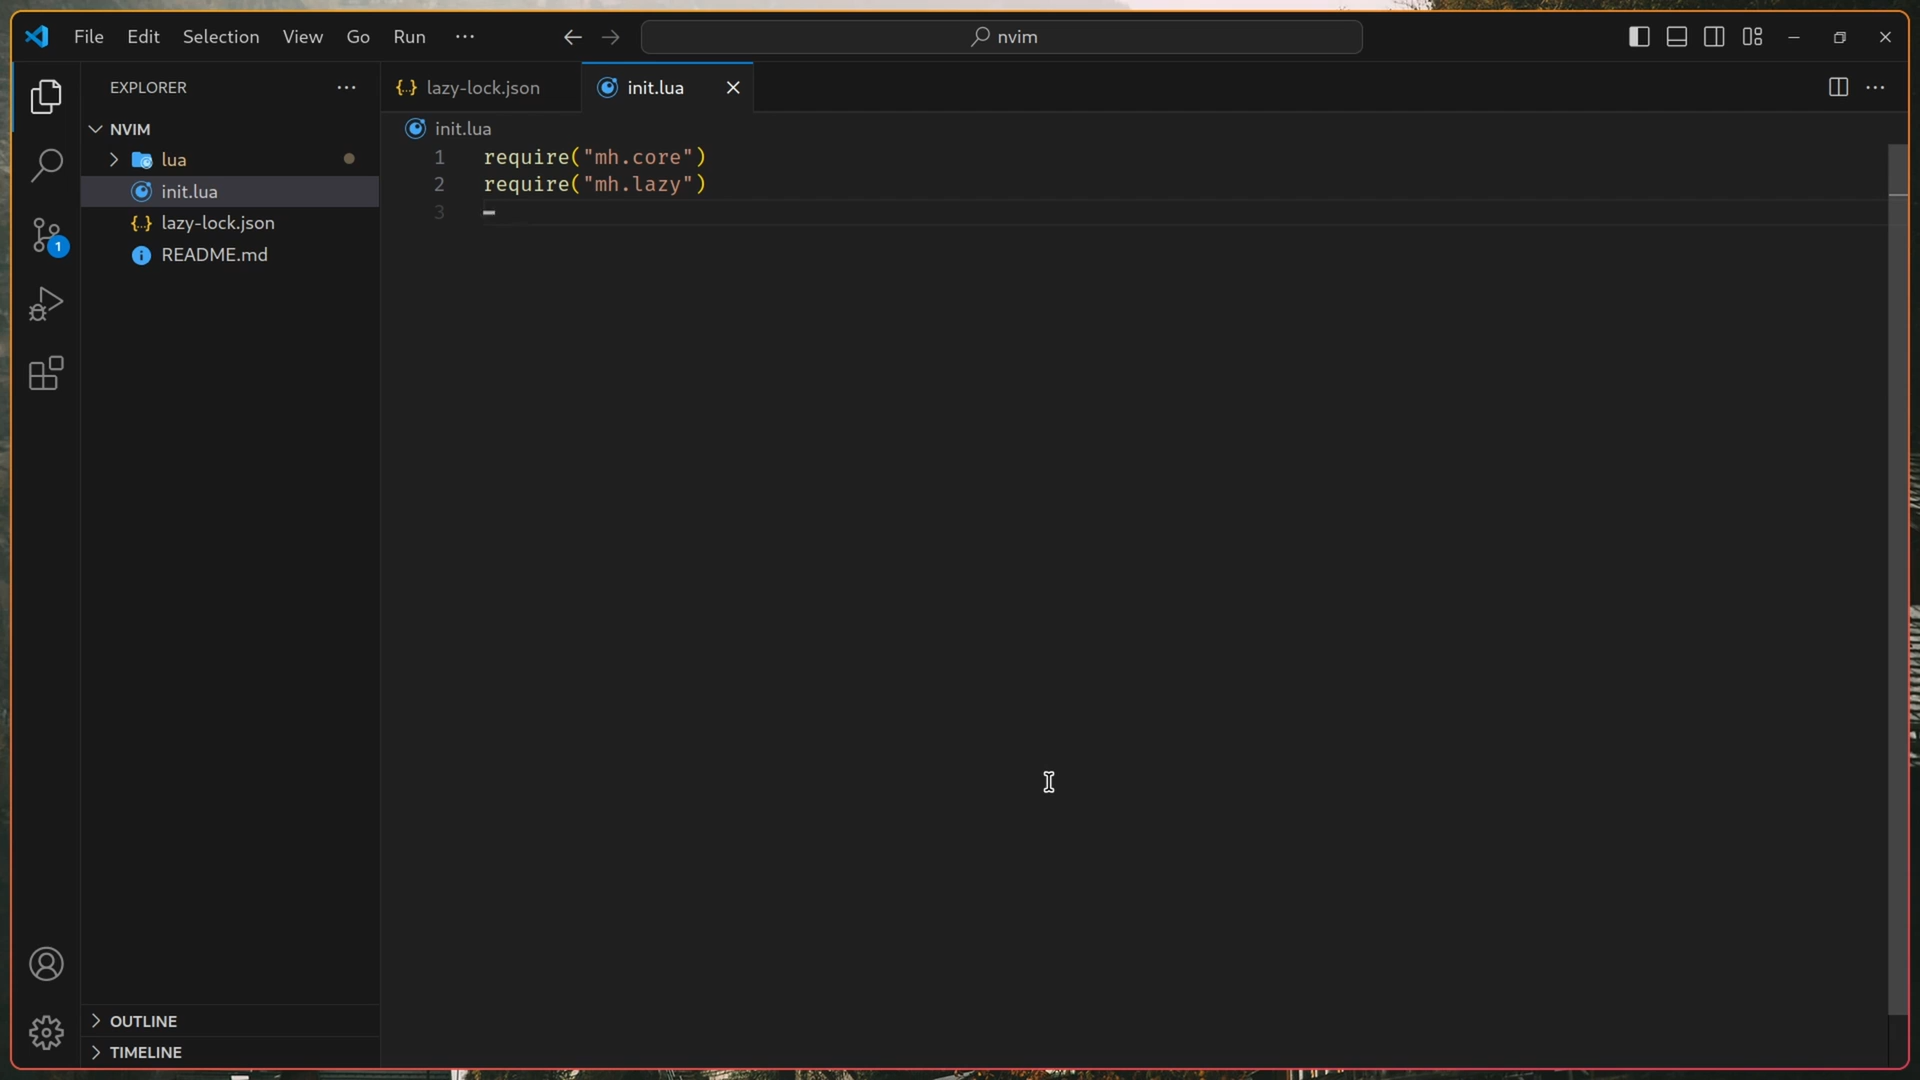 File Edit Selection View Go Run ··· nvim
EXPLORER ···
{..} lazy-lock.json init.lua
NVIM
lua
init.lua
{..} lazy-lock.json
README.md
init.lua
1 require("mh.core")
2 require("mh.lazy")
3
1
OUTLINE
TIMELINE